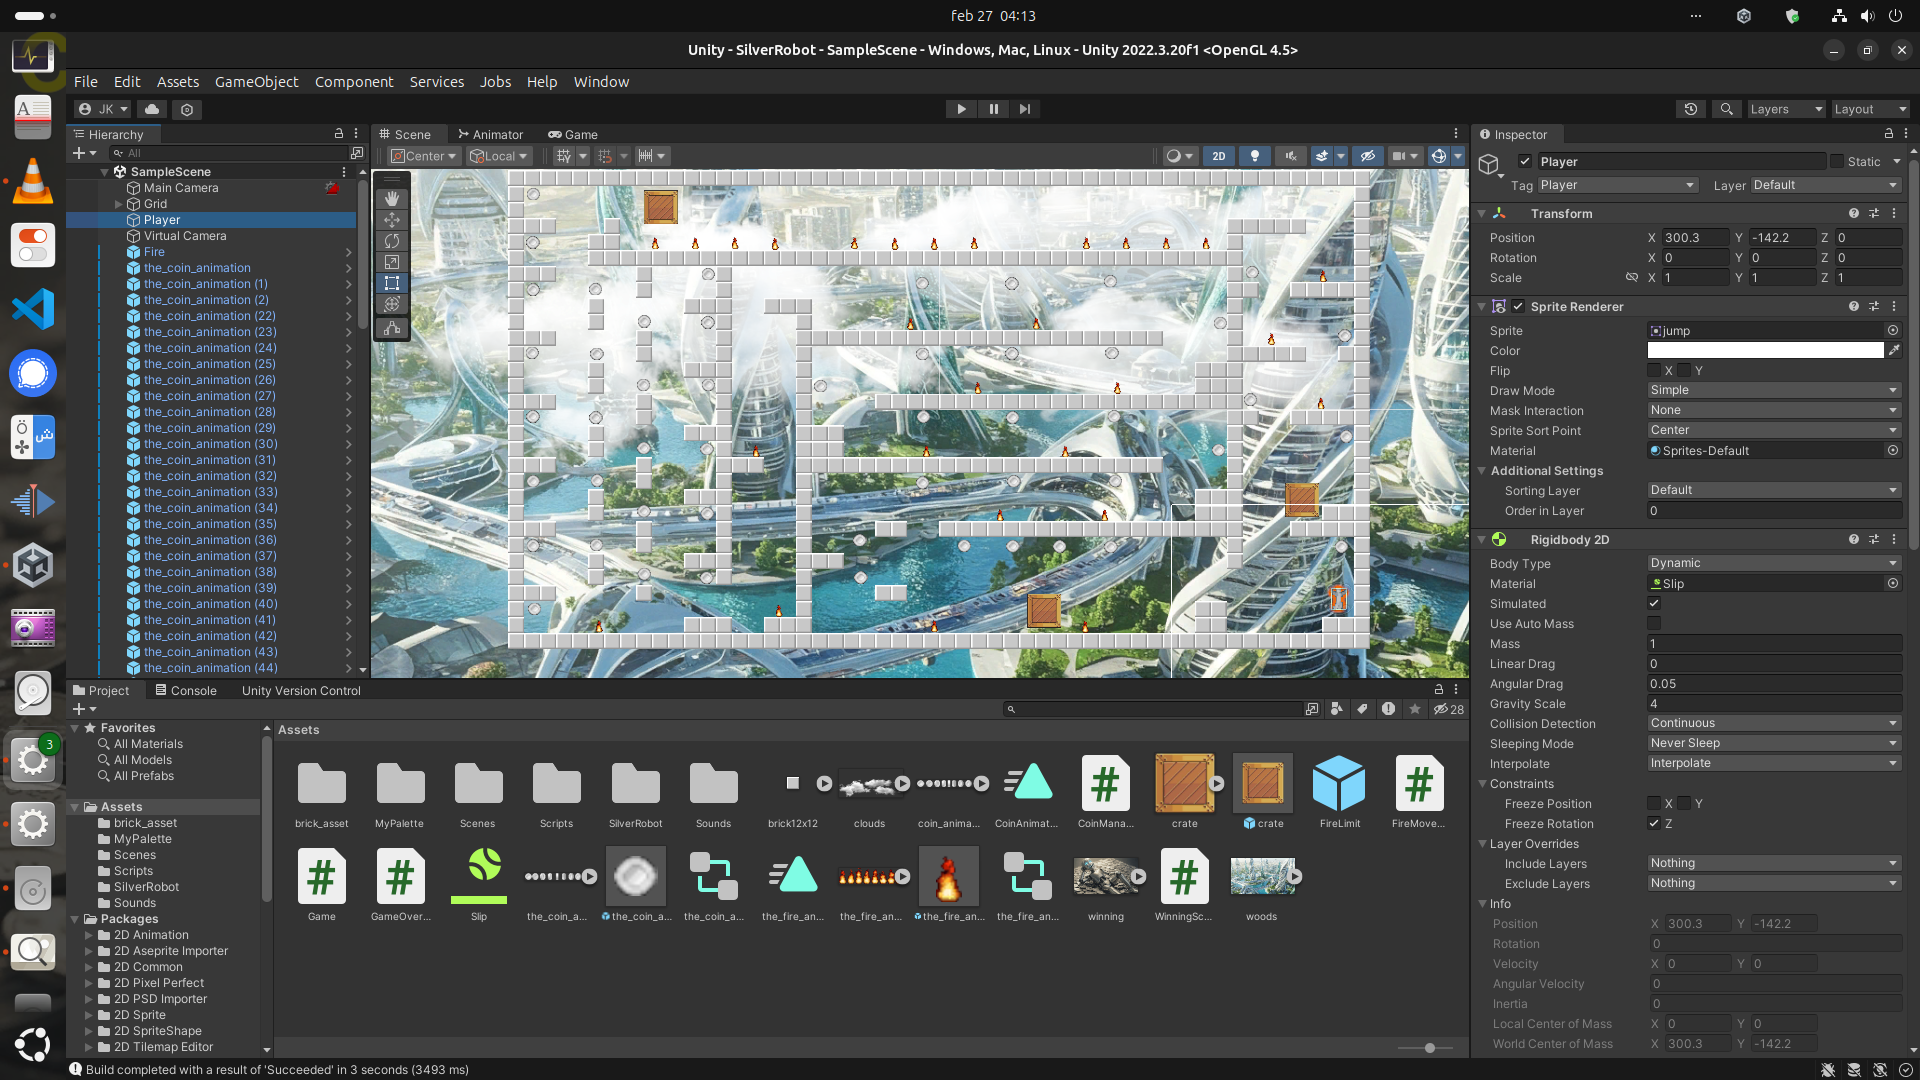 feb 27 04:13
Unity - SilverRobot - SampleScene - Windows, Mac, Linux - Unity 2022.3.20f1 <OpenGL 4.5>
File Edit Assets GameObject Component Services Jobs Help Window
JK Layers Layout
Hierarchy
All
SampleScene
Main Camera
Grid
Player
Virtual Camera
Fire
the_coin_animation
the_coin_animation (1)
the_coin_animation (2)
the_coin_animation (22)
the_coin_animation (23)
the_coin_animation (24)
the_coin_animation (25)
the_coin_animation (26)
the_coin_animation (27)
the_coin_animation (28)
the_coin_animation (29)
the_coin_animation (30)
the_coin_animation (31)
the_coin_animation (32)
the_coin_animation (33)
the_coin_animation (34)
the_coin_animation (35)
the_coin_animation (36)
the_coin_animation (37)
the_coin_animation (38)
the_coin_animation (39)
the_coin_animation (40)
the_coin_animation (41)
the_coin_animation (42)
the_coin_animation (43)
the_coin_animation (44)
Scene Animator Game
Center Local 2D
Inspector
Player Static
Tag Player Layer Default
Transform
Position X 300.3 Y -142.2 Z 0
Rotation X 0 Y 0 Z 0
Scale X 1 Y 1 Z 1
Sprite Renderer
Sprite jump
Color
Flip X Y
Draw Mode Simple
Mask Interaction None
Sprite Sort Point Center
Material Sprites-Default
Additional Settings
Sorting Layer Default
Order in Layer 0
Rigidbody 2D
Body Type Dynamic
Material Slip
Simulated
Use Auto Mass
Mass 1
Linear Drag 0
Angular Drag 0.05
Gravity Scale 4
Collision Detection Continuous
Sleeping Mode Never Sleep
Interpolate Interpolate
Constraints
Freeze Position X Y
Freeze Rotation Z
Layer Overrides
Include Layers Nothing
Exclude Layers Nothing
Info
Position X 300.3 Y -142.2
Rotation 0
Velocity X 0 Y 0
Angular Velocity 0
Inertia 0
Local Center of Mass X 0 Y 0
World Center of Mass X 300.3 Y -142.2
Project Console Unity Version Control
28
Favorites
All Materials
All Models
All Prefabs
Assets
brick_asset
MyPalette
Scenes
Scripts
SilverRobot
Sounds
Packages
2D Animation
2D Aseprite Importer
2D Common
2D Pixel Perfect
2D PSD Importer
2D Sprite
2D SpriteShape
2D Tilemap Editor
Assets
brick_asset MyPalette Scenes Scripts SilverRobot Sounds brick12x12 clouds coin_anima... CoinAnimat... CoinMana... crate crate FireLimit FireMove...
Game GameOver... Slip the_coin_a... the_coin_a... the_coin_a... the_fire_an... the_fire_an... the_fire_an... the_fire_an... winning WinningSc... woods
3
Build completed with a result of 'Succeeded' in 3 seconds (3493 ms)